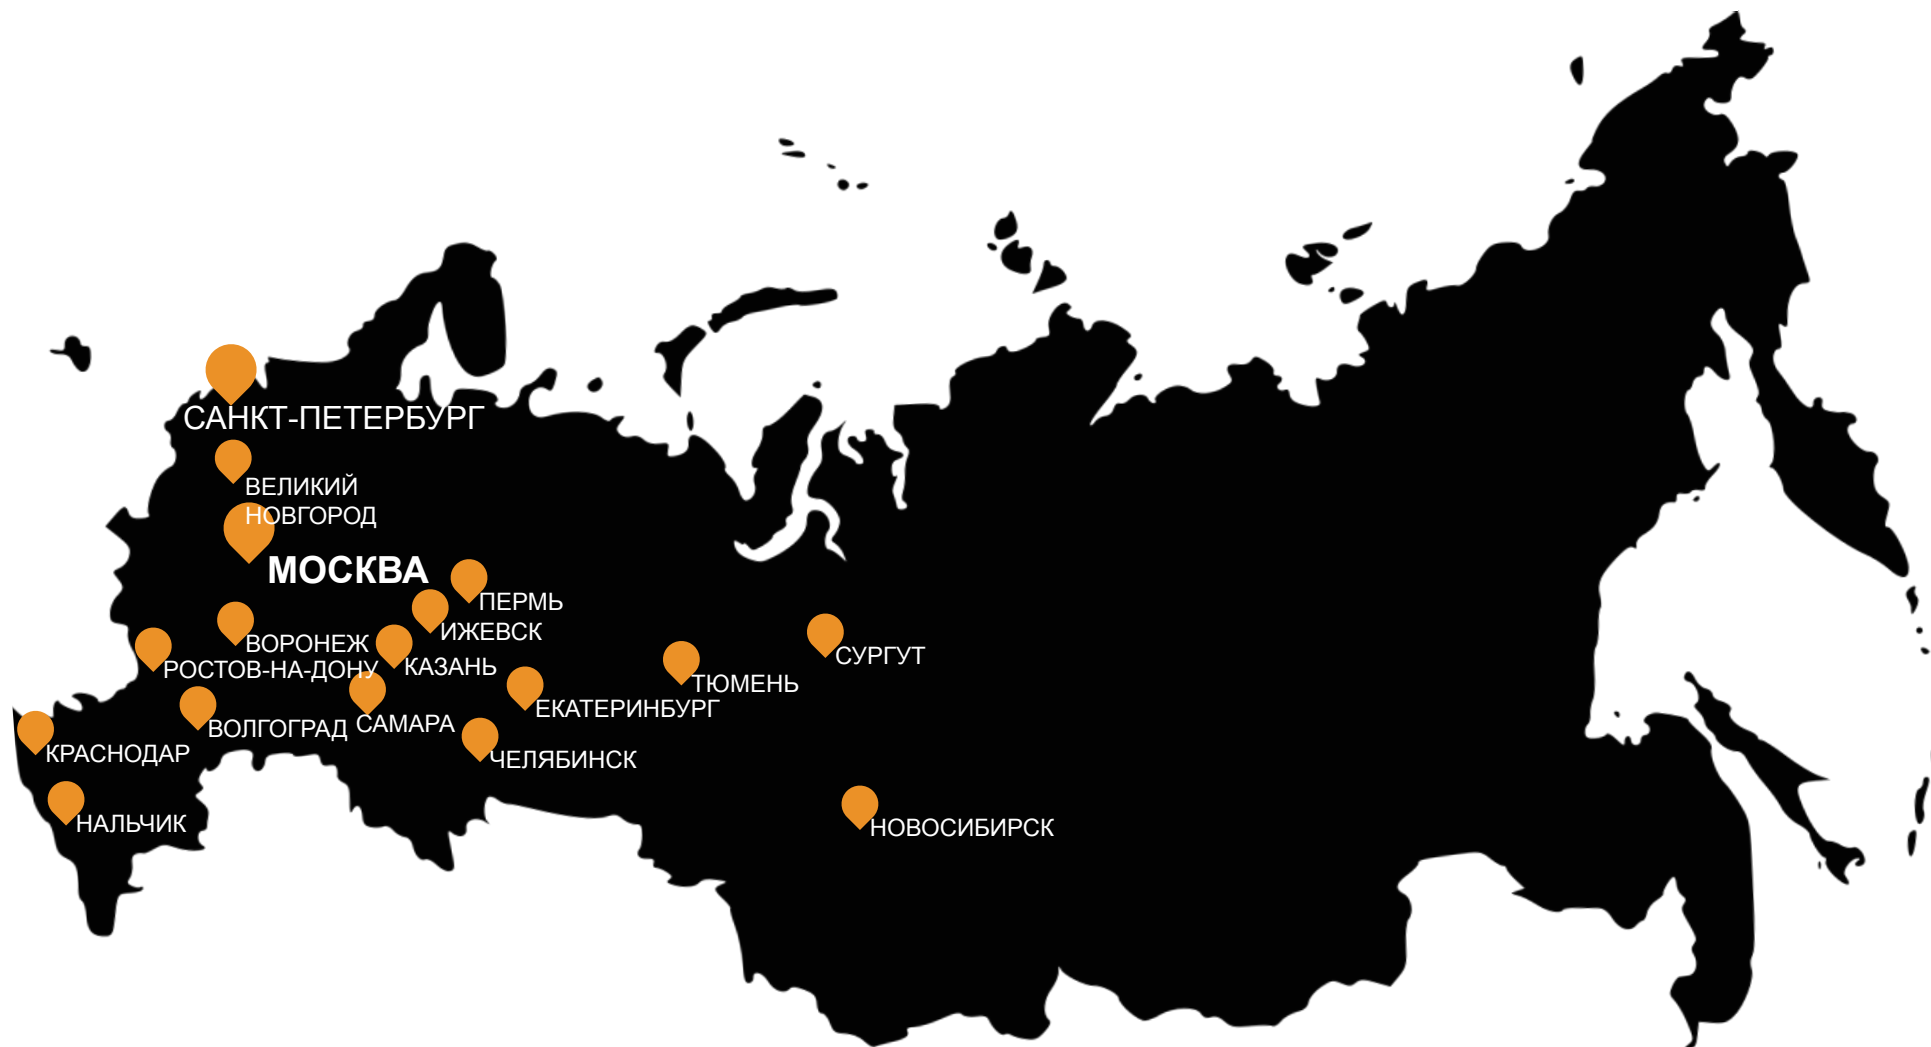 САНКТ-ПЕТЕРБУРГ
ВЕЛИКИЙ
НОВГОРОД
МОСКВА
ПЕРМЬ
ИЖЕВСК
ВОРОНЕЖ
КАЗАНЬ
СУРГУТ
РОСТОВ-НА-ДОНУ
ТЮМЕНЬ
ЕКАТЕРИНБУРГ
ВОЛГОГРАД
САМАРА
КРАСНОДАР
ЧЕЛЯБИНСК
НАЛЬЧИК
НОВОСИБИРСК